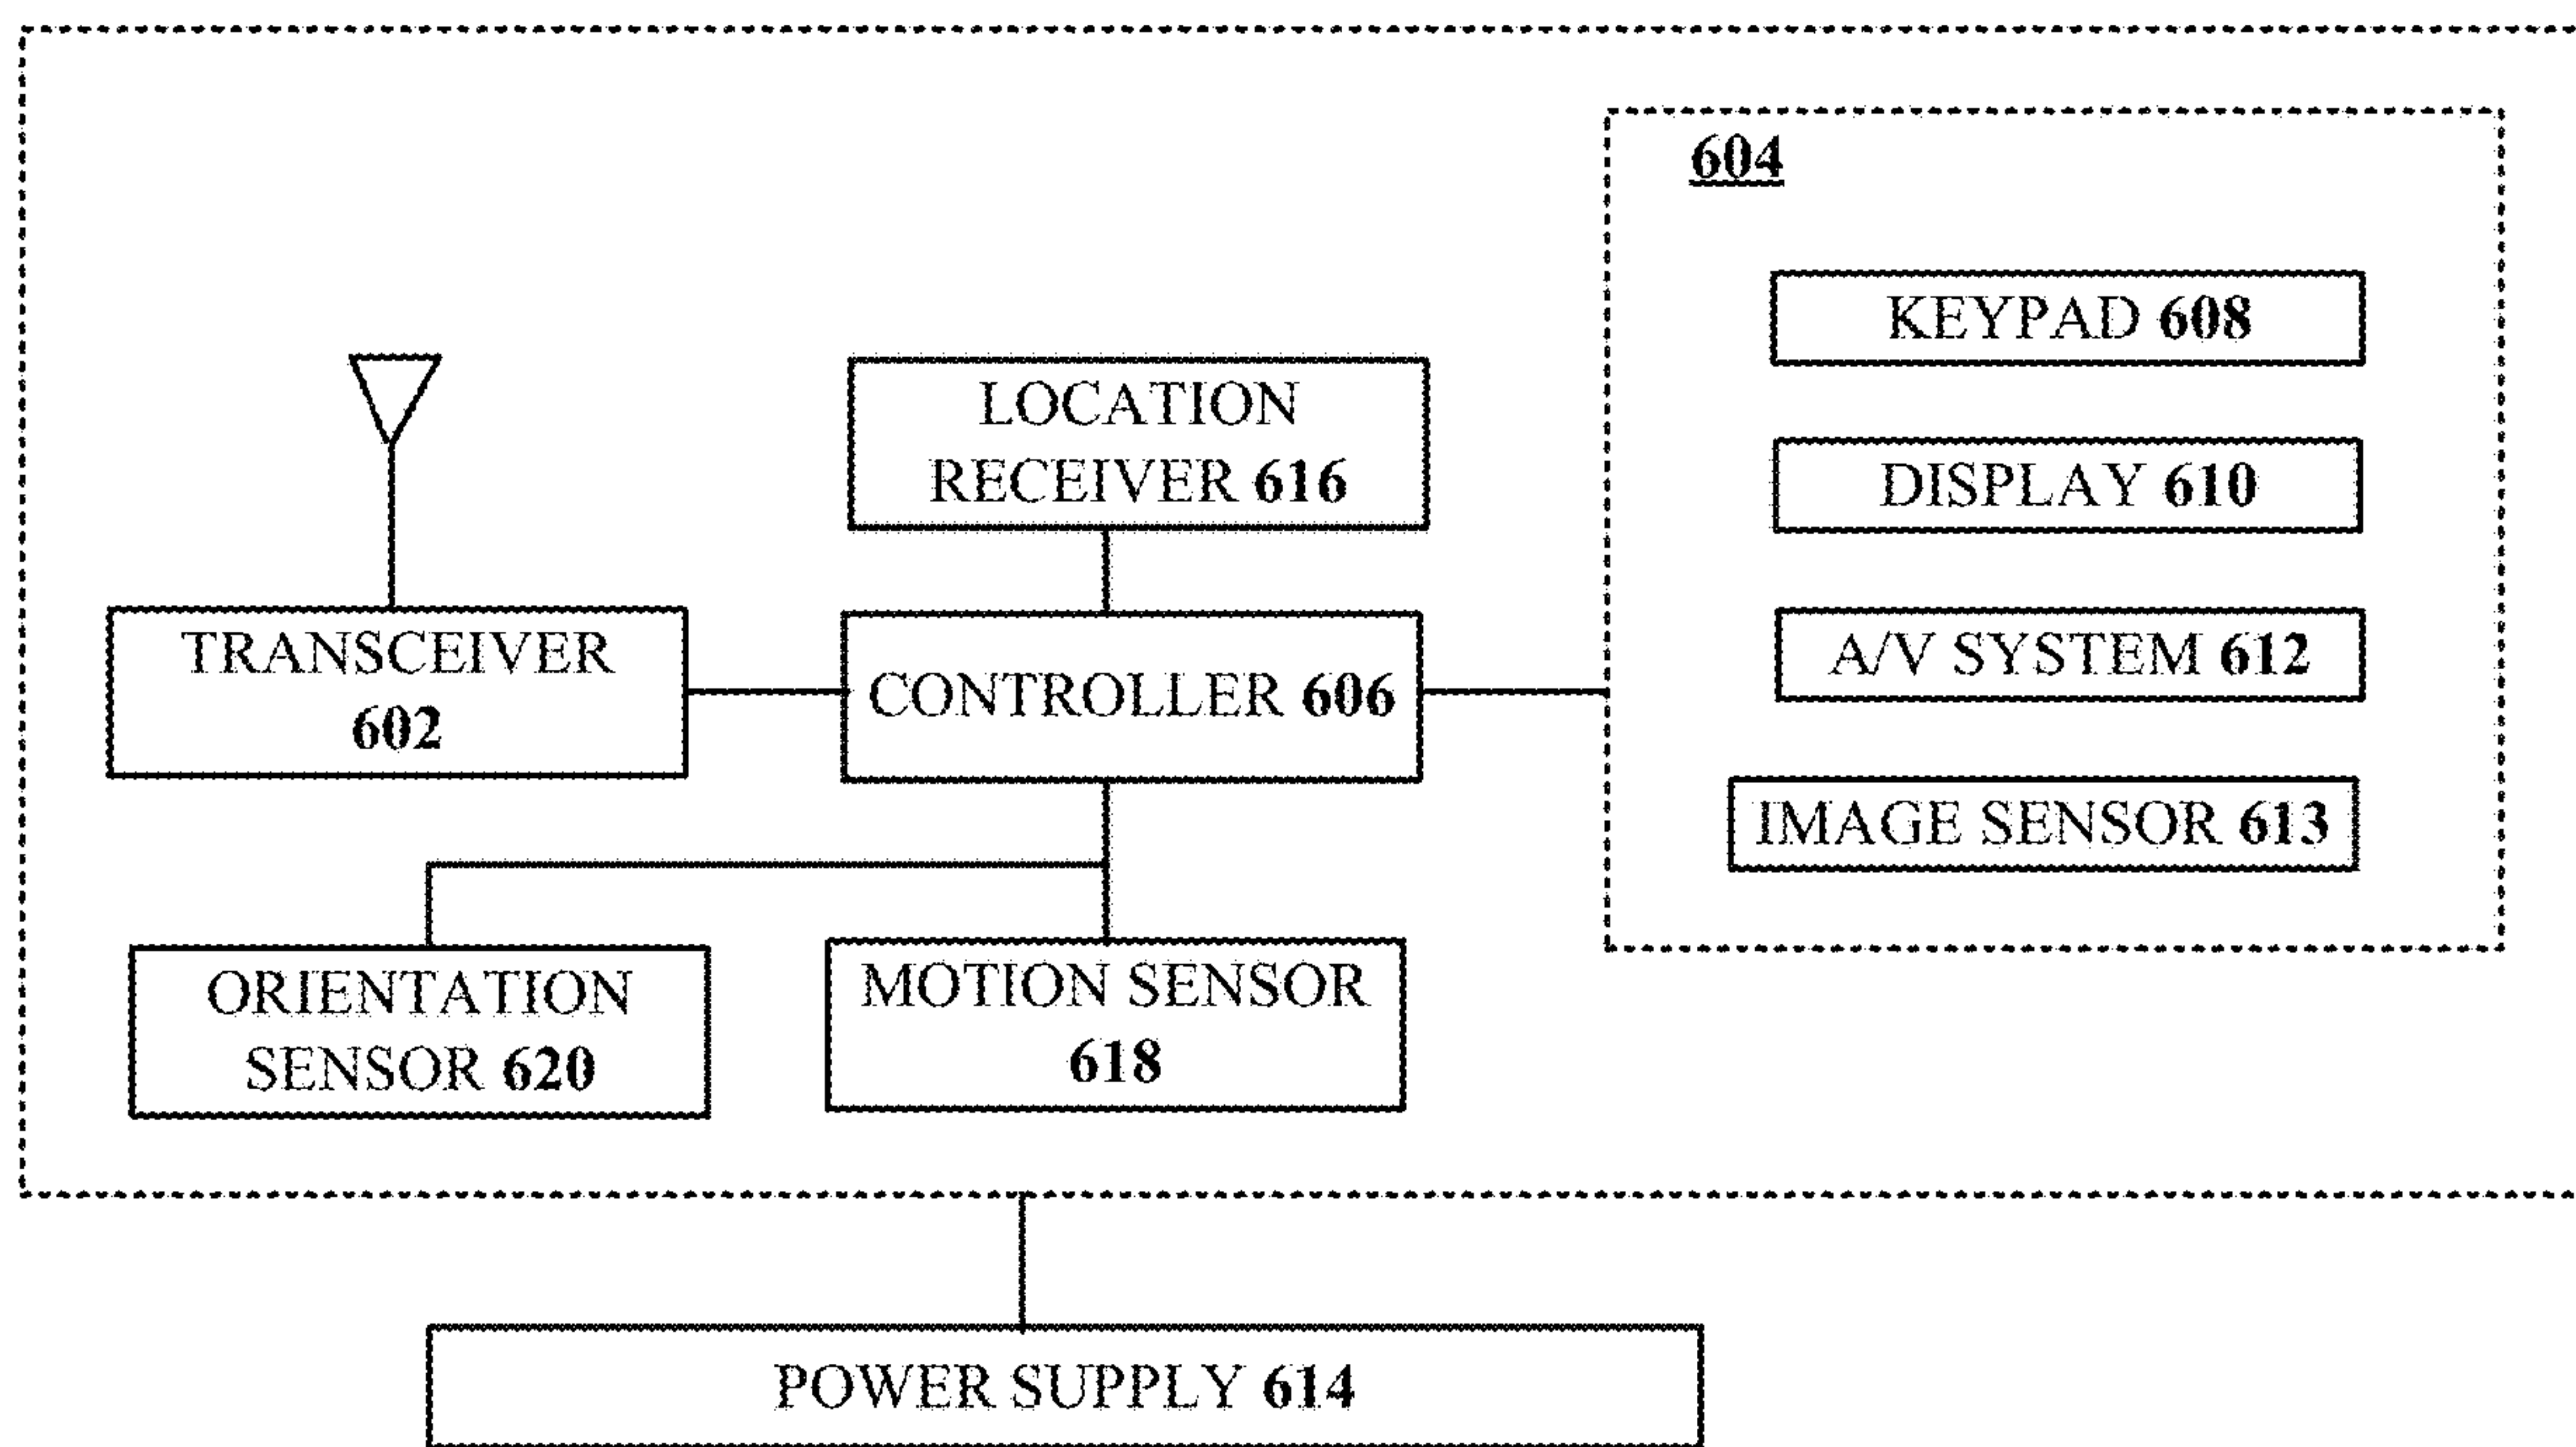 604
KEYPAD 608
LOCATION
RECEIVER 616
DISPLAY 610
TRANSCEIVER
602
CONTROLLER 606
A/V SYSTEM 612
IMAGE SENSOR 613
ORIENTATION
SENSOR 620
MOTION SENSOR
618
POWER SUPPLY 614